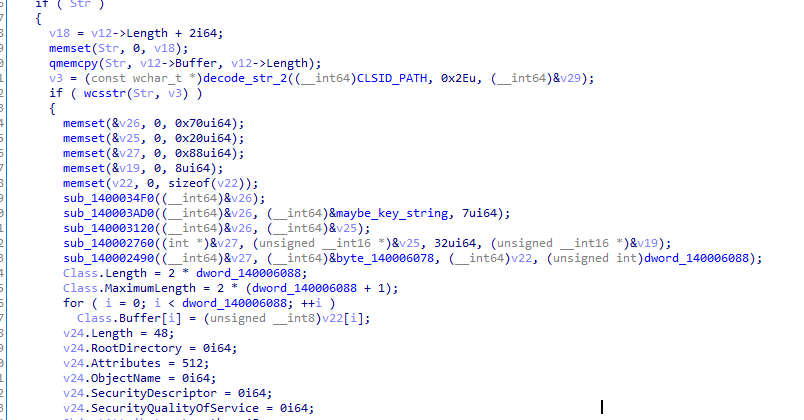 if ( Str )
{
v18 = v12->Length + 2i64;
memset(Str, 0, v18);
qmemcpy(Str, v12->Buffer, v12->Length);
v3 = (const wchar_t *)decode_str_2((__int64)CLSID_PATH, 0x2Eu, (__int64)&v29);
if ( wcsstr(Str, v3) )
{
memset(&v26, 0, 0x70ui64);
memset(&v25, 0, 0x20ui64);
memset(&v27, 0, 0x88ui64);
memset(&v19, 0, 8ui64);
memset(v22, 0, sizeof(v22));
sub_1400034F0((__int64)&v26);
sub_140003AD0((__int64)&v26, (__int64)&maybe_key_string, 7ui64);
sub_140003120((__int64)&v26, (__int64)&v25);
sub_140002760((int *)&v27, (unsigned __int16 *)&v25, 32ui64, (unsigned __int16 *)&v19);
sub_140002490((__int64)&v27, (__int64)&byte_140006078, (__int64)v22, (unsigned int)dword_140006088);
Class.Length = 2 * dword_140006088;
Class.MaximumLength = 2 * (dword_140006088 + 1);
for ( i = 0; i < dword_140006088; ++i )
Class.Buffer[i] = (unsigned __int8)v22[i];
v24.Length = 48;
v24.RootDirectory = 0i64;
v24.Attributes = 512;
v24.ObjectName = 0i64;
v24.SecurityDescriptor = 0i64;
v24.SecurityQualityOfService = 0i64;